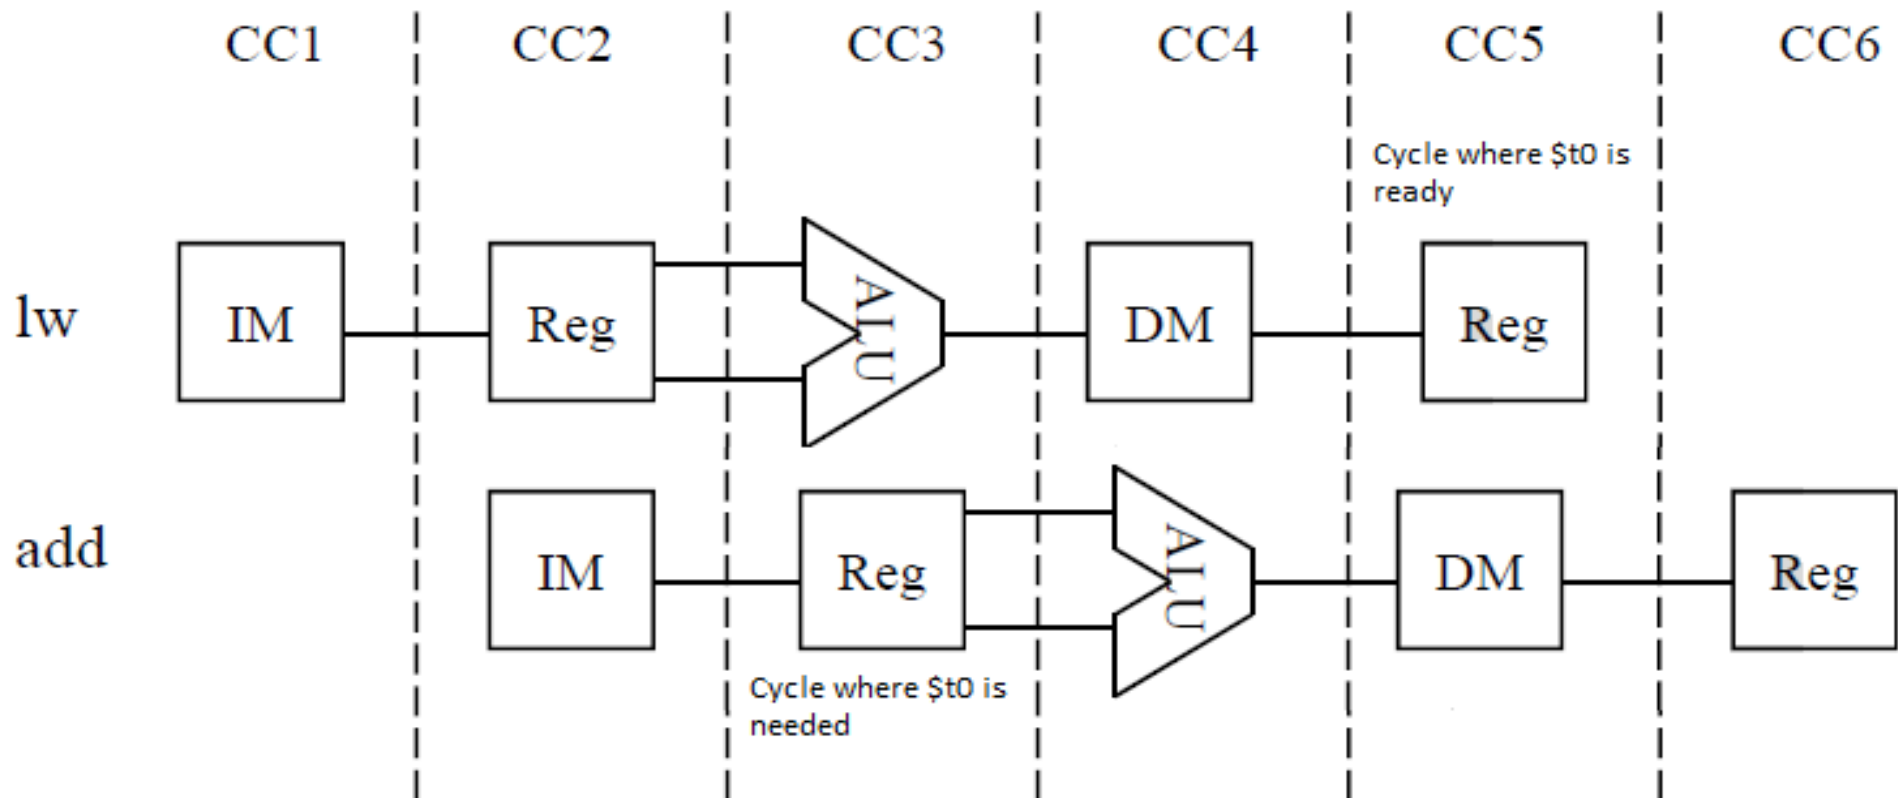 CC1 CC2 CC3 CC4 CC5 CC6
Cycle where $t0 is
ready
lw IM Reg ALU DM Reg
add IM Reg ALU DM Reg
Cycle where $t0 is
needed